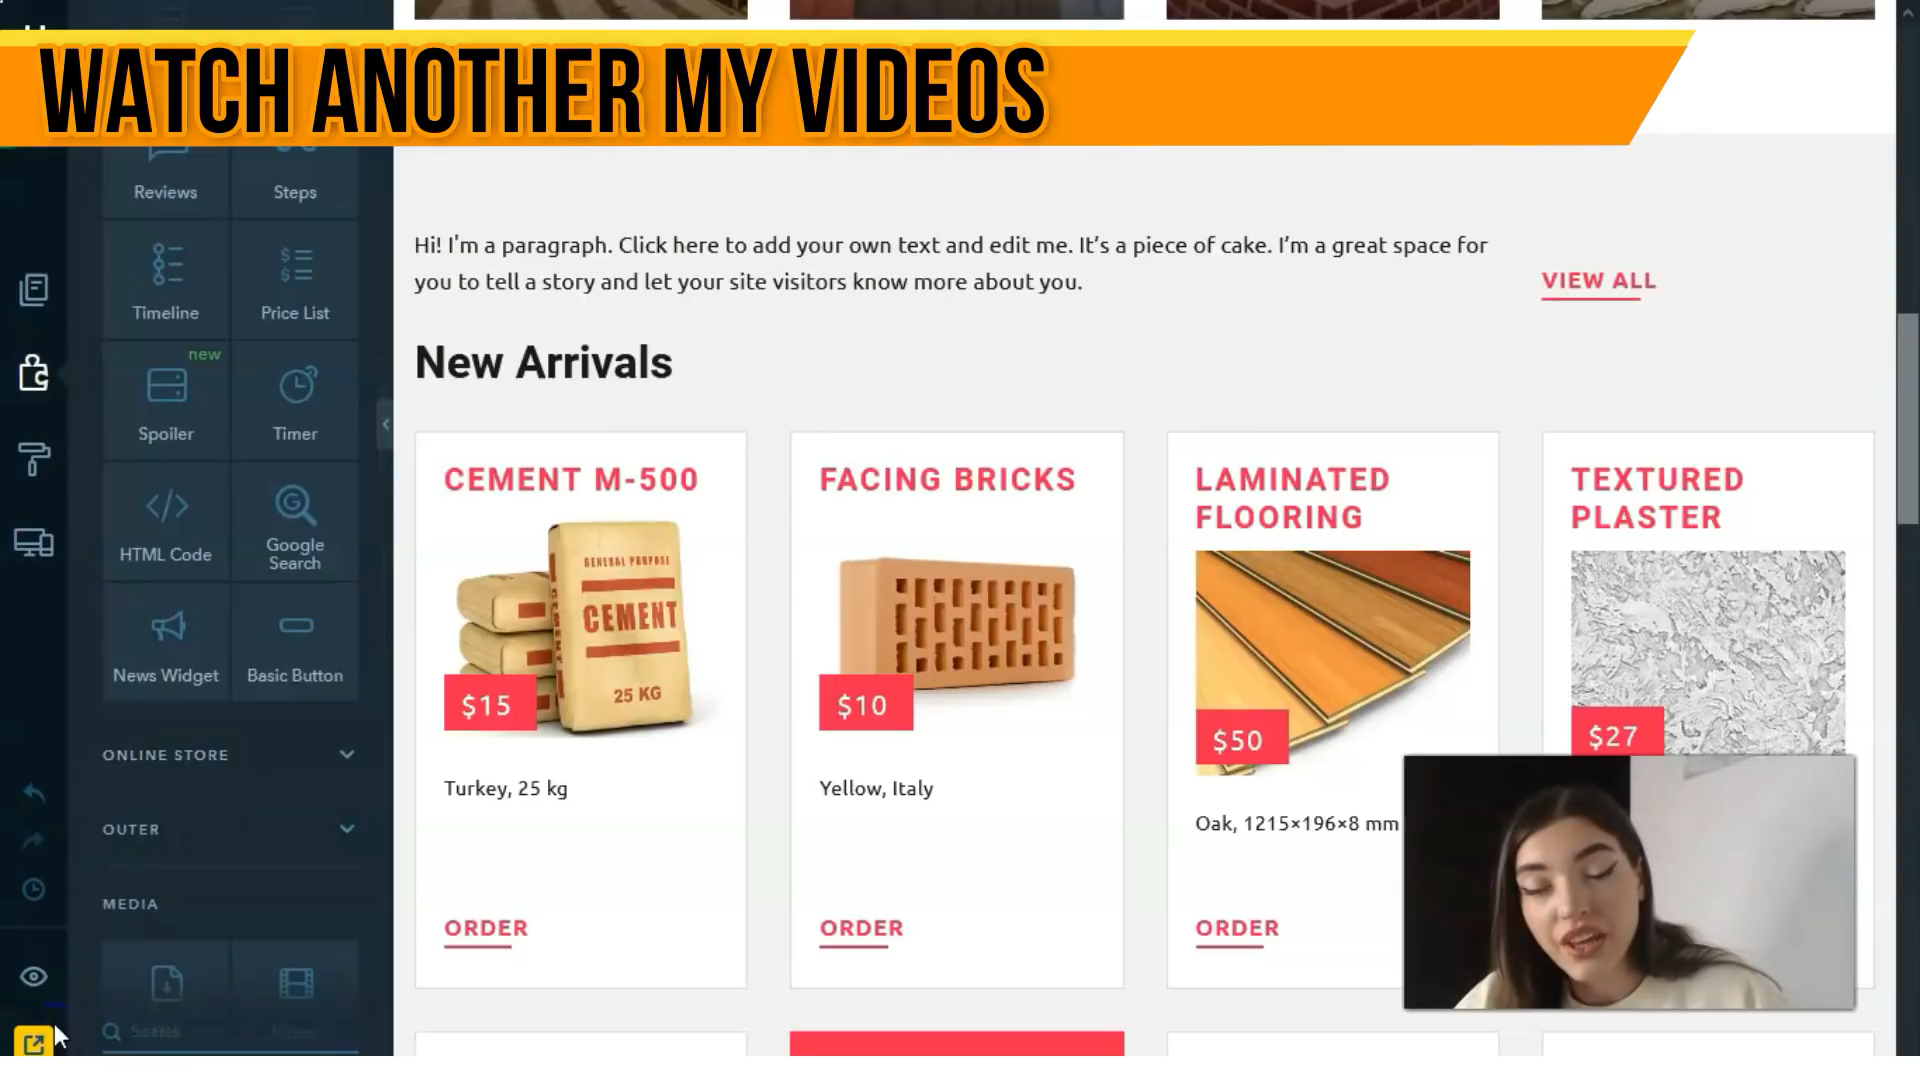 WATCH ANOTHER MY VIDEOS
Reviews
Steps
Timeline
Price List
new
Spoiler
Timer
HTML Code
Google
Search
News Widget
Basic Button
ONLINE STORE
OUTER
MEDIA
Hi! I'm a paragraph. Click here to add your own text and edit me. It’s a piece of cake. I’m a great space for
you to tell a story and let your site visitors know more about you.
VIEW ALL
New Arrivals
CEMENT M-500
GENERAL PURPOSE
CEMENT
CEMENT
25 KG
$15
Turkey, 25 kg
ORDER
FACING BRICKS
$10
Yellow, Italy
ORDER
LAMINATED
FLOORING
$50
Oak, 1215×196×8 mm
ORDER
TEXTURED
PLASTER
$27